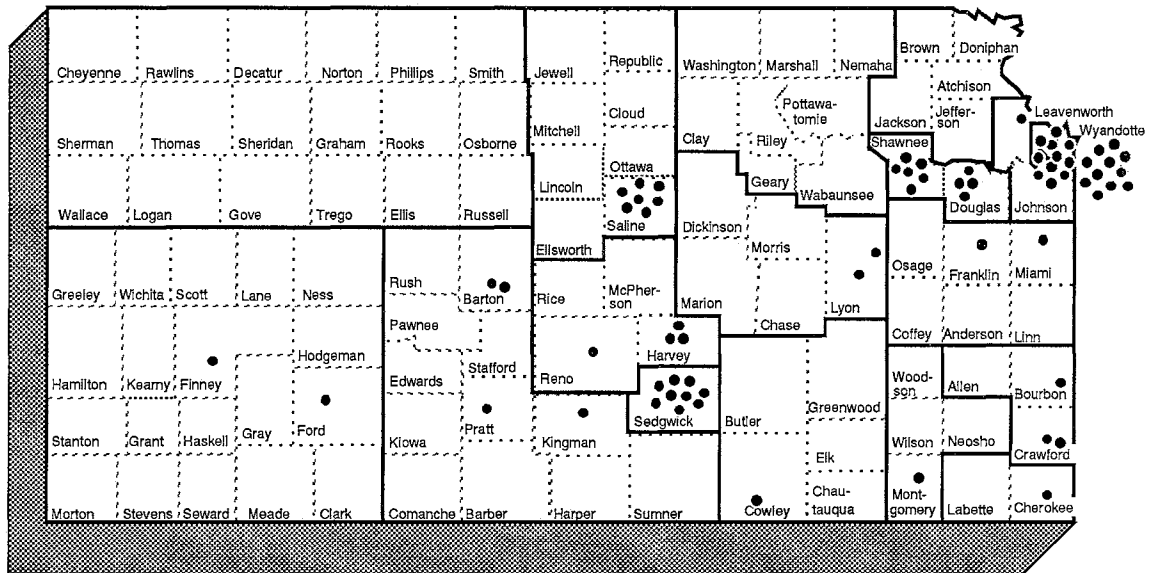 Cheyenne Rawlins Decatur Norton Phillips Smith Jewell Republic Washington Marshall Nemaha Brown Doniphan
Atchison
Sherman Thomas Sheridan Graham Rooks Osborne Mitchell Cloud Clay Riley Pottawa-
tomie
Jackson Jeffer-
son
Leavenworth
Wyandotte
Shawnee
Wallace Logan Gove Trego Ellis Russell Lincoln Ottawa
Saline
Geary Wabaunsee Douglas Johnson
Ellsworth Dickinson Morris
Greeley Wichita Scott Lane Ness Rush Barton Rice McPher-
son
Marion Chase Lyon Osage Franklin Miami
Pawnee
Hamilton Kearny Finney Hodgeman Edwards Stafford Reno Harvey Coffey Anderson Linn
Stanton Grant Haskell Gray Ford Kiowa Pratt Kingman Sedgwick Butler Greenwood Wood-
son
Allen Bourbon
Wilson Neosho Crawford
Elk
Morton Stevens Seward Meade Clark Comanche Barber Harper Sumner Cowley Chau-
tauqua
Mont-
gomery
Labette Cherokee